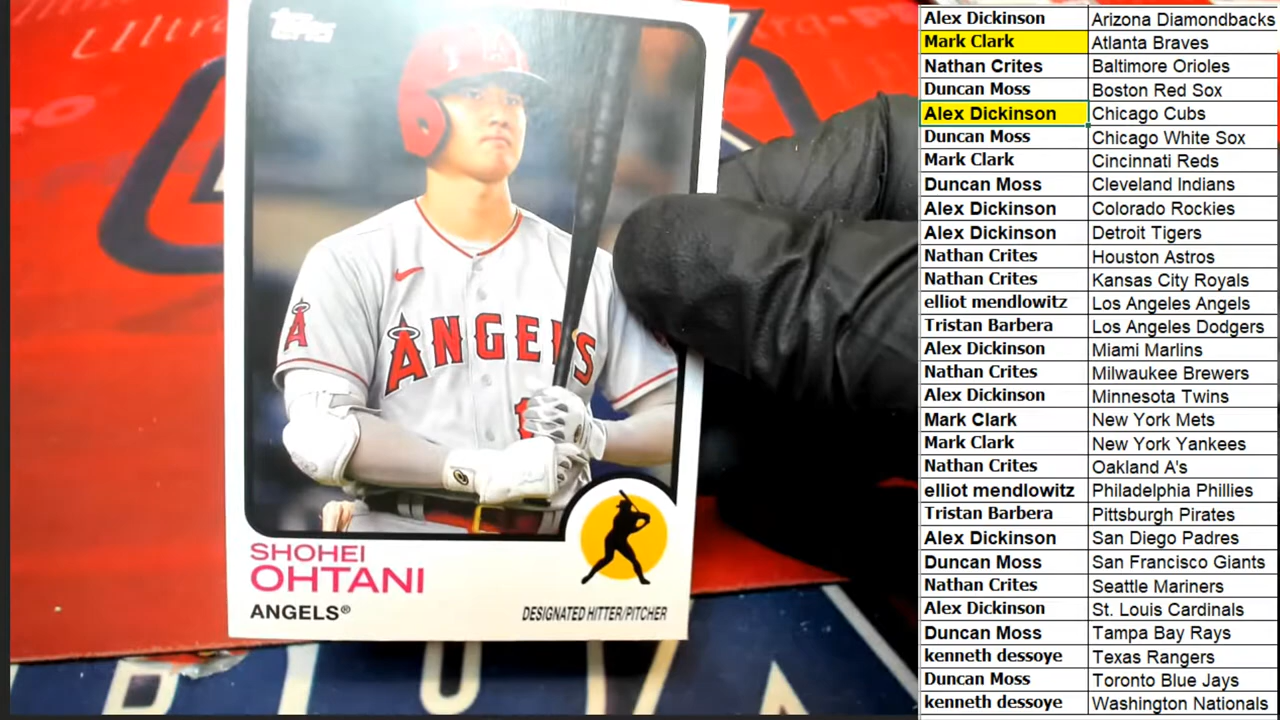 Topps
Ultra
ANGELS
A
SHOHEI
OHTANI
ANGELS®
DESIGNATED HITTER/PITCHER
Alex Dickinson Arizona Diamondbacks
Mark Clark Atlanta Braves
Nathan Crites Baltimore Orioles
Duncan Moss Boston Red Sox
Alex Dickinson Chicago Cubs
Duncan Moss Chicago White Sox
Mark Clark Cincinnati Reds
Duncan Moss Cleveland Indians
Alex Dickinson Colorado Rockies
Alex Dickinson Detroit Tigers
Nathan Crites Houston Astros
Nathan Crites Kansas City Royals
elliot mendlowitz Los Angeles Angels
Tristan Barbera Los Angeles Dodgers
Alex Dickinson Miami Marlins
Nathan Crites Milwaukee Brewers
Alex Dickinson Minnesota Twins
Mark Clark New York Mets
Mark Clark New York Yankees
Nathan Crites Oakland A's
elliot mendlowitz Philadelphia Phillies
Tristan Barbera Pittsburgh Pirates
Alex Dickinson San Diego Padres
Duncan Moss San Francisco Giants
Nathan Crites Seattle Mariners
Alex Dickinson St. Louis Cardinals
Duncan Moss Tampa Bay Rays
kenneth dessoye Texas Rangers
Duncan Moss Toronto Blue Jays
kenneth dessoye Washington Nationals